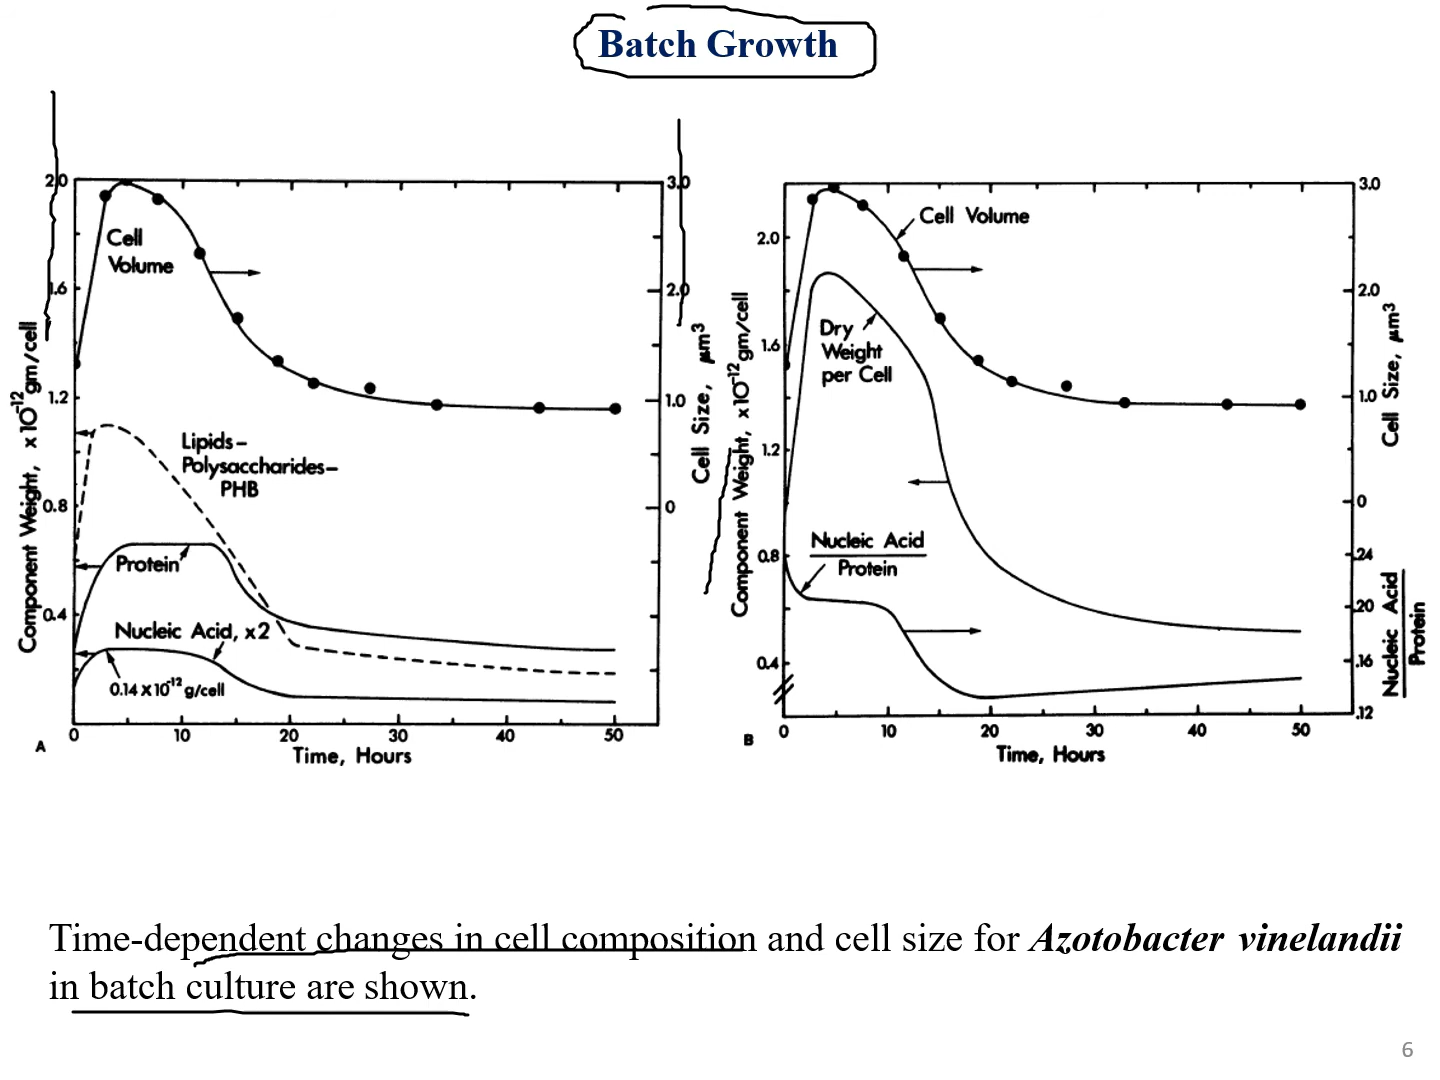 Batch Growth
2.0
1.6
1.2
0.8
0.4
Component Weight, x10-12 gm/cell
3.0
2.0
1.0
0
Cell Size, μm3
Cell
Volume
Lipids-
Polysaccharides-
PHB
Protein
Nucleic Acid, x2
0.14 X 10-12 g/cell
0 10 20 30 40 50
A
Time, Hours
2.0
1.6
1.2
0.8
0.4
Component Weight, x10-12 gm/cell
3.0
2.0
1.0
0
Cell Size, μm3
.24
.20
.16
.12
Nucleic Acid
Protein
Cell Volume
Dry
Weight
per Cell
Nucleic Acid
Protein
0 10 20 30 40 50
B
Time, Hours
Time-dependent changes in cell composition and cell size for Azotobacter vinelandii
in batch culture are shown.
6